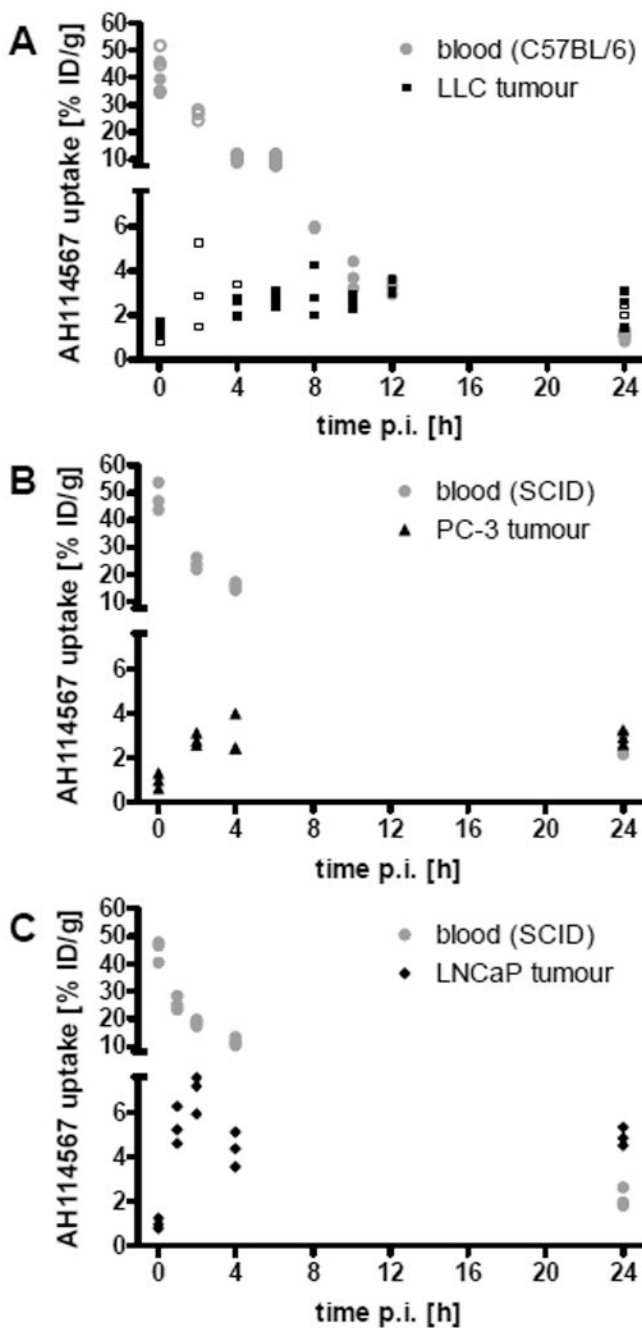 A
AH114567 uptake [% ID/g]
60
50
40
30
20
10
6
4
2
0
blood (C57BL/6)
LLC tumour
0 4 8 12 16 20 24
time p.i. [h]
B
AH114567 uptake [% ID/g]
60
50
40
30
20
10
6
4
2
0
blood (SCID)
PC-3 tumour
0 4 8 12 16 20 24
time p.i. [h]
C
AH114567 uptake [% ID/g]
60
50
40
30
20
10
6
4
2
0
blood (SCID)
LNCaP tumour
0 4 8 12 16 20 24
time p.i. [h]